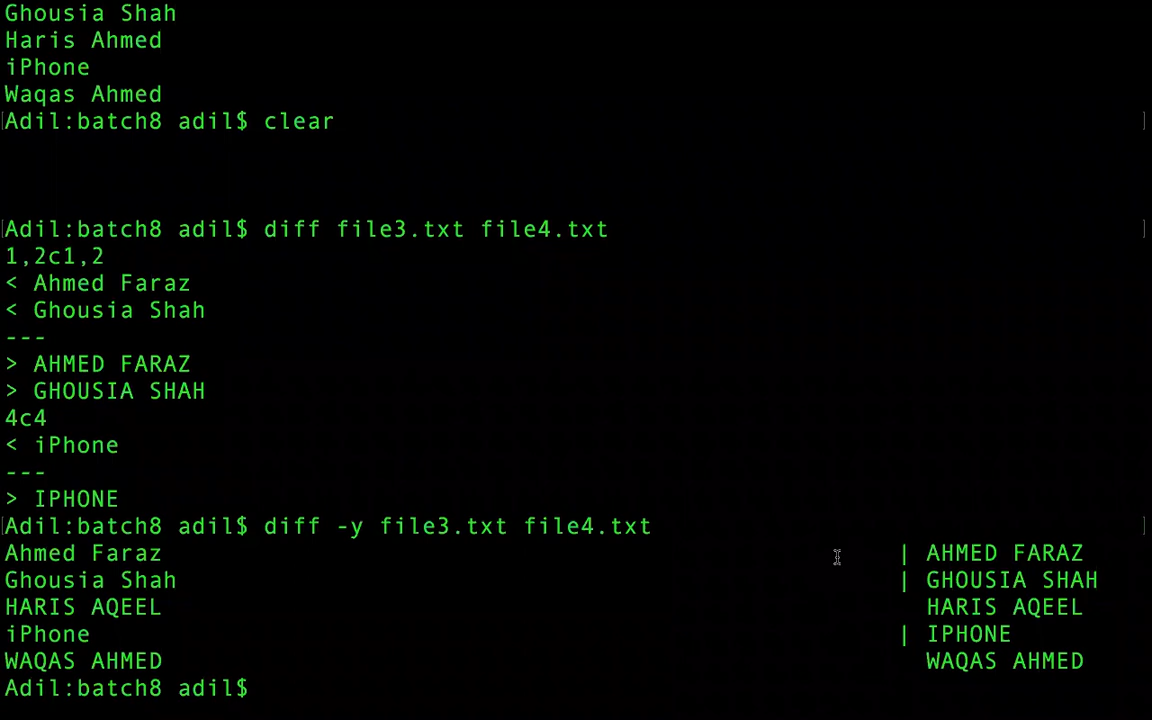 Ghousia Shah
Haris Ahmed
iPhone
Waqas Ahmed
[Adil:batch8 adil$ clear ]
[Adil:batch8 adil$ diff file3.txt file4.txt ]
1,2c1,2
< Ahmed Faraz
< Ghousia Shah
---
> AHMED FARAZ
> GHOUSIA SHAH
4c4
< iPhone
---
> IPHONE
[Adil:batch8 adil$ diff -y file3.txt file4.txt ]
Ahmed Faraz | AHMED FARAZ
Ghousia Shah | GHOUSIA SHAH
HARIS AQEEL HARIS AQEEL
iPhone | IPHONE
WAQAS AHMED WAQAS AHMED
Adil:batch8 adil$